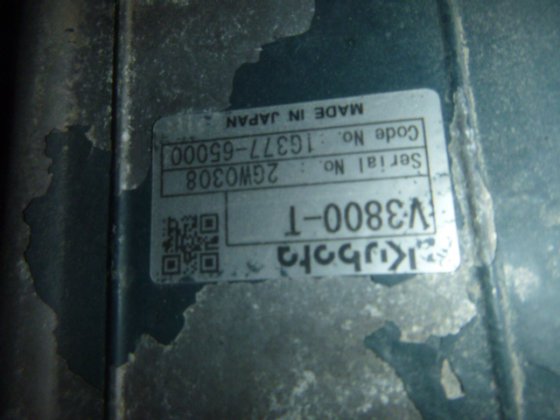 Kubota
V3800-T
Serial No. : 2GW0308
Code No. : 1G377-65000
MADE IN JAPAN